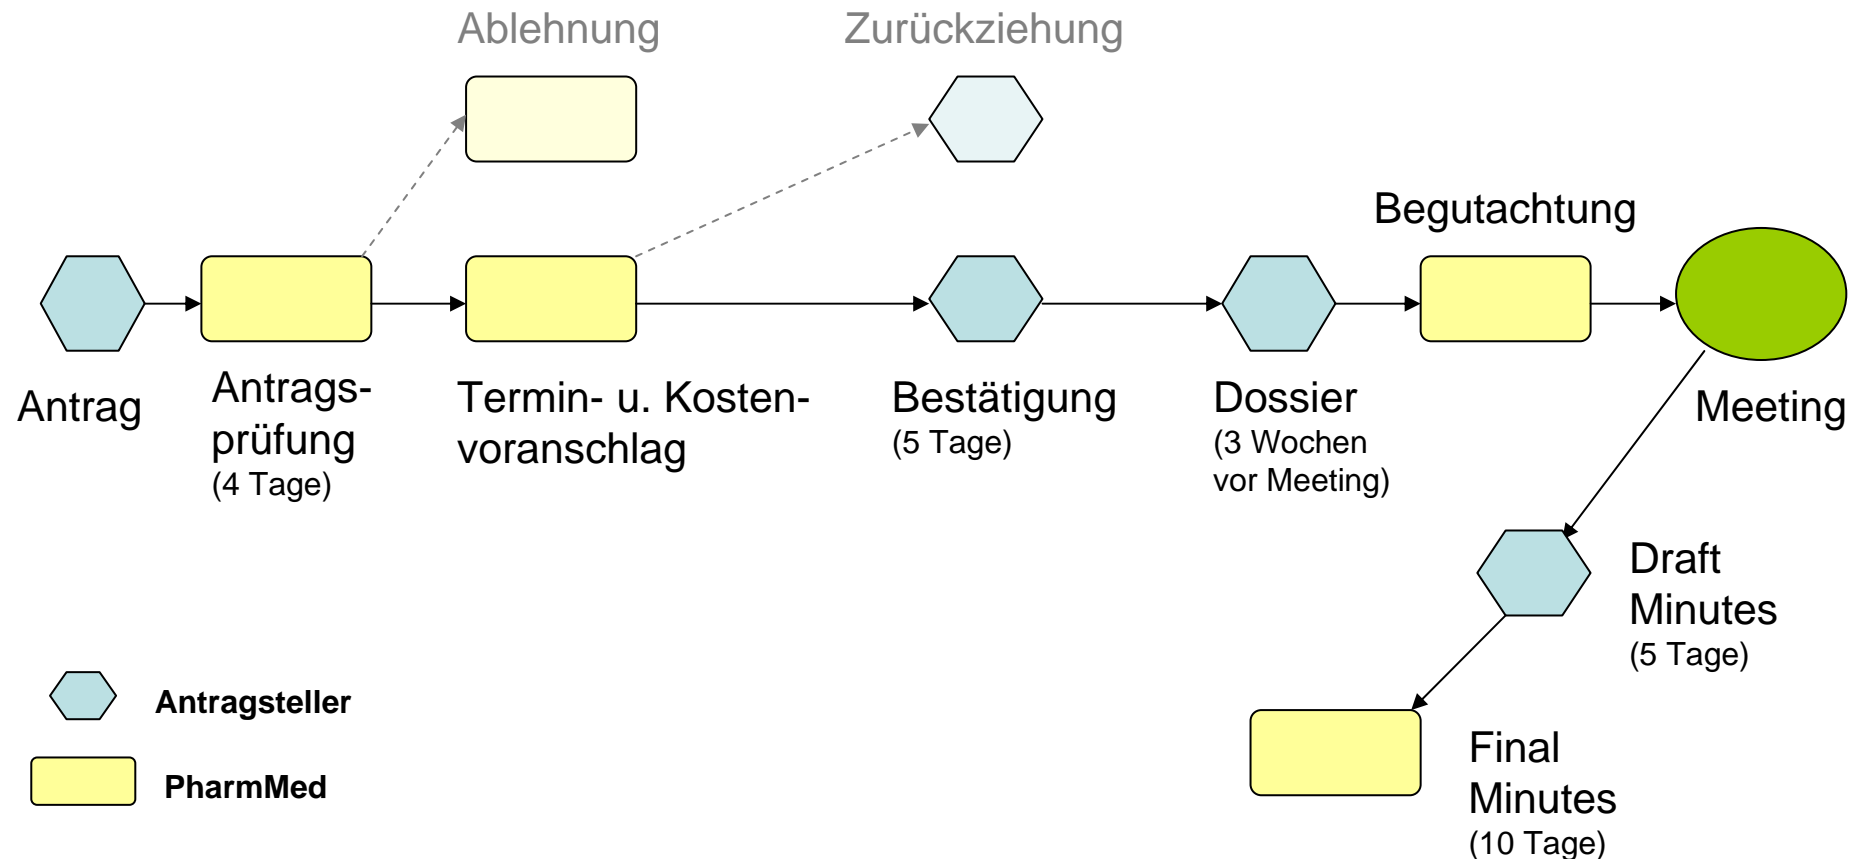 Ablehnung
Zurückziehung
Begutachtung
Antrag
Antrags-
prüfung
(4 Tage)
Termin- u. Kosten-
voranschlag
Bestätigung
(5 Tage)
Dossier
(3 Wochen
vor Meeting)
Meeting
Draft
Minutes
(5 Tage)
Antragsteller
PharmMed
Final
Minutes
(10 Tage)